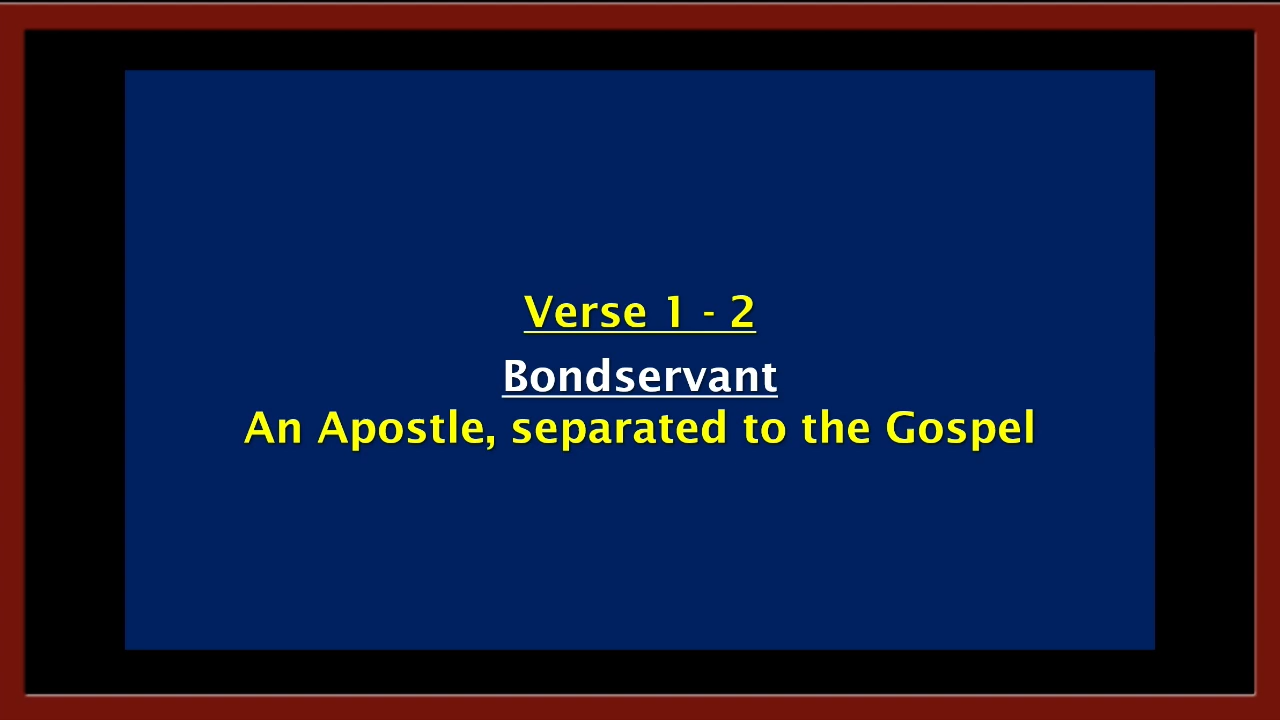 Verse 1 - 2
Bondservant
An Apostle, separated to the Gospel